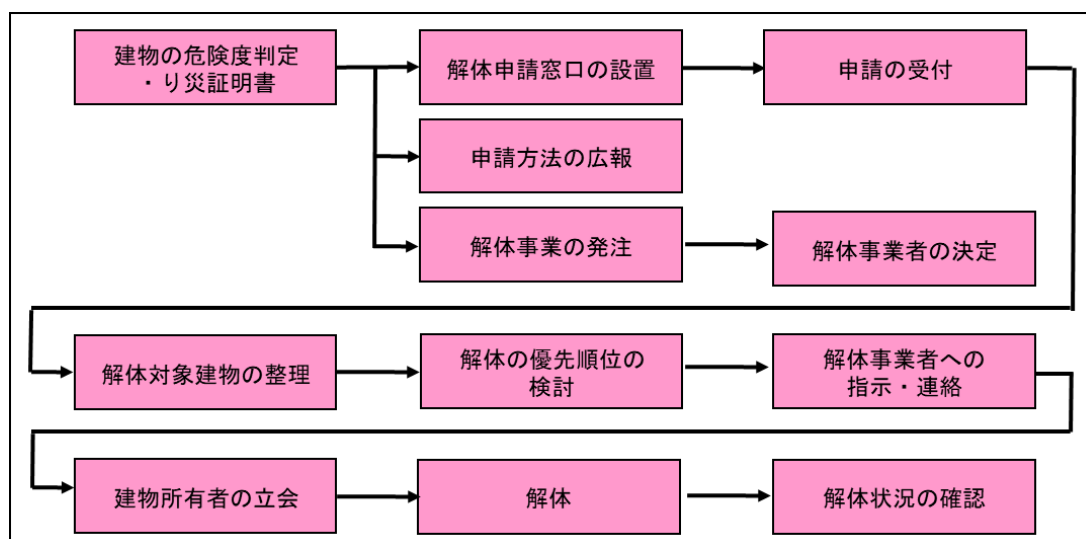 建物の危険度判定
・り災証明書
解体申請窓口の設置
申請の受付
申請方法の広報
解体事業の発注
解体事業者の決定
解体対象建物の整理
解体の優先順位の
検討
解体事業者への
指示・連絡
建物所有者の立会
解体
解体状況の確認